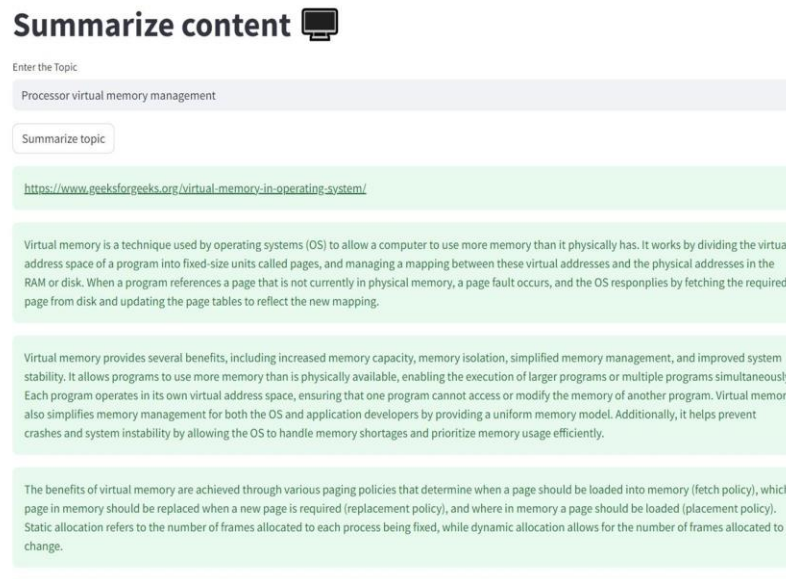 Summarize content
Enter the Topic
Processor virtual memory management
Summarize topic
https://www.geeksforgeeks.org/virtual-memory-in-operating-system/
Virtual memory is a technique used by operating systems (OS) to allow a computer to use more memory than it physically has. It works by dividing the virtua
address space of a program into fixed-size units called pages, and managing a mapping between these virtual addresses and the physical addresses in the
RAM or disk. When a program references a page that is not currently in physical memory, a page fault occurs, and the OS responplies by fetching the required
page from disk and updating the page tables to reflect the new mapping.
Virtual memory provides several benefits, including increased memory capacity, memory isolation, simplified memory management, and improved system
stability. It allows programs to use more memory than is physically available, enabling the execution of larger programs or multiple programs simultaneously
Each program operates in its own virtual address space, ensuring that one program cannot access or modify the memory of another program. Virtual memor
also simplifies memory management for both the OS and application developers by providing a uniform memory model. Additionally, it helps prevent
crashes and system instability by allowing the OS to handle memory shortages and prioritize memory usage efficiently.
The benefits of virtual memory are achieved through various paging policies that determine when a page should be loaded into memory (fetch policy), which
page in memory should be replaced when a new page is required (replacement policy), and where in memory a page should be loaded (placement policy).
Static allocation refers to the number of frames allocated to each process being fixed, while dynamic allocation allows for the number of frames allocated to
change.